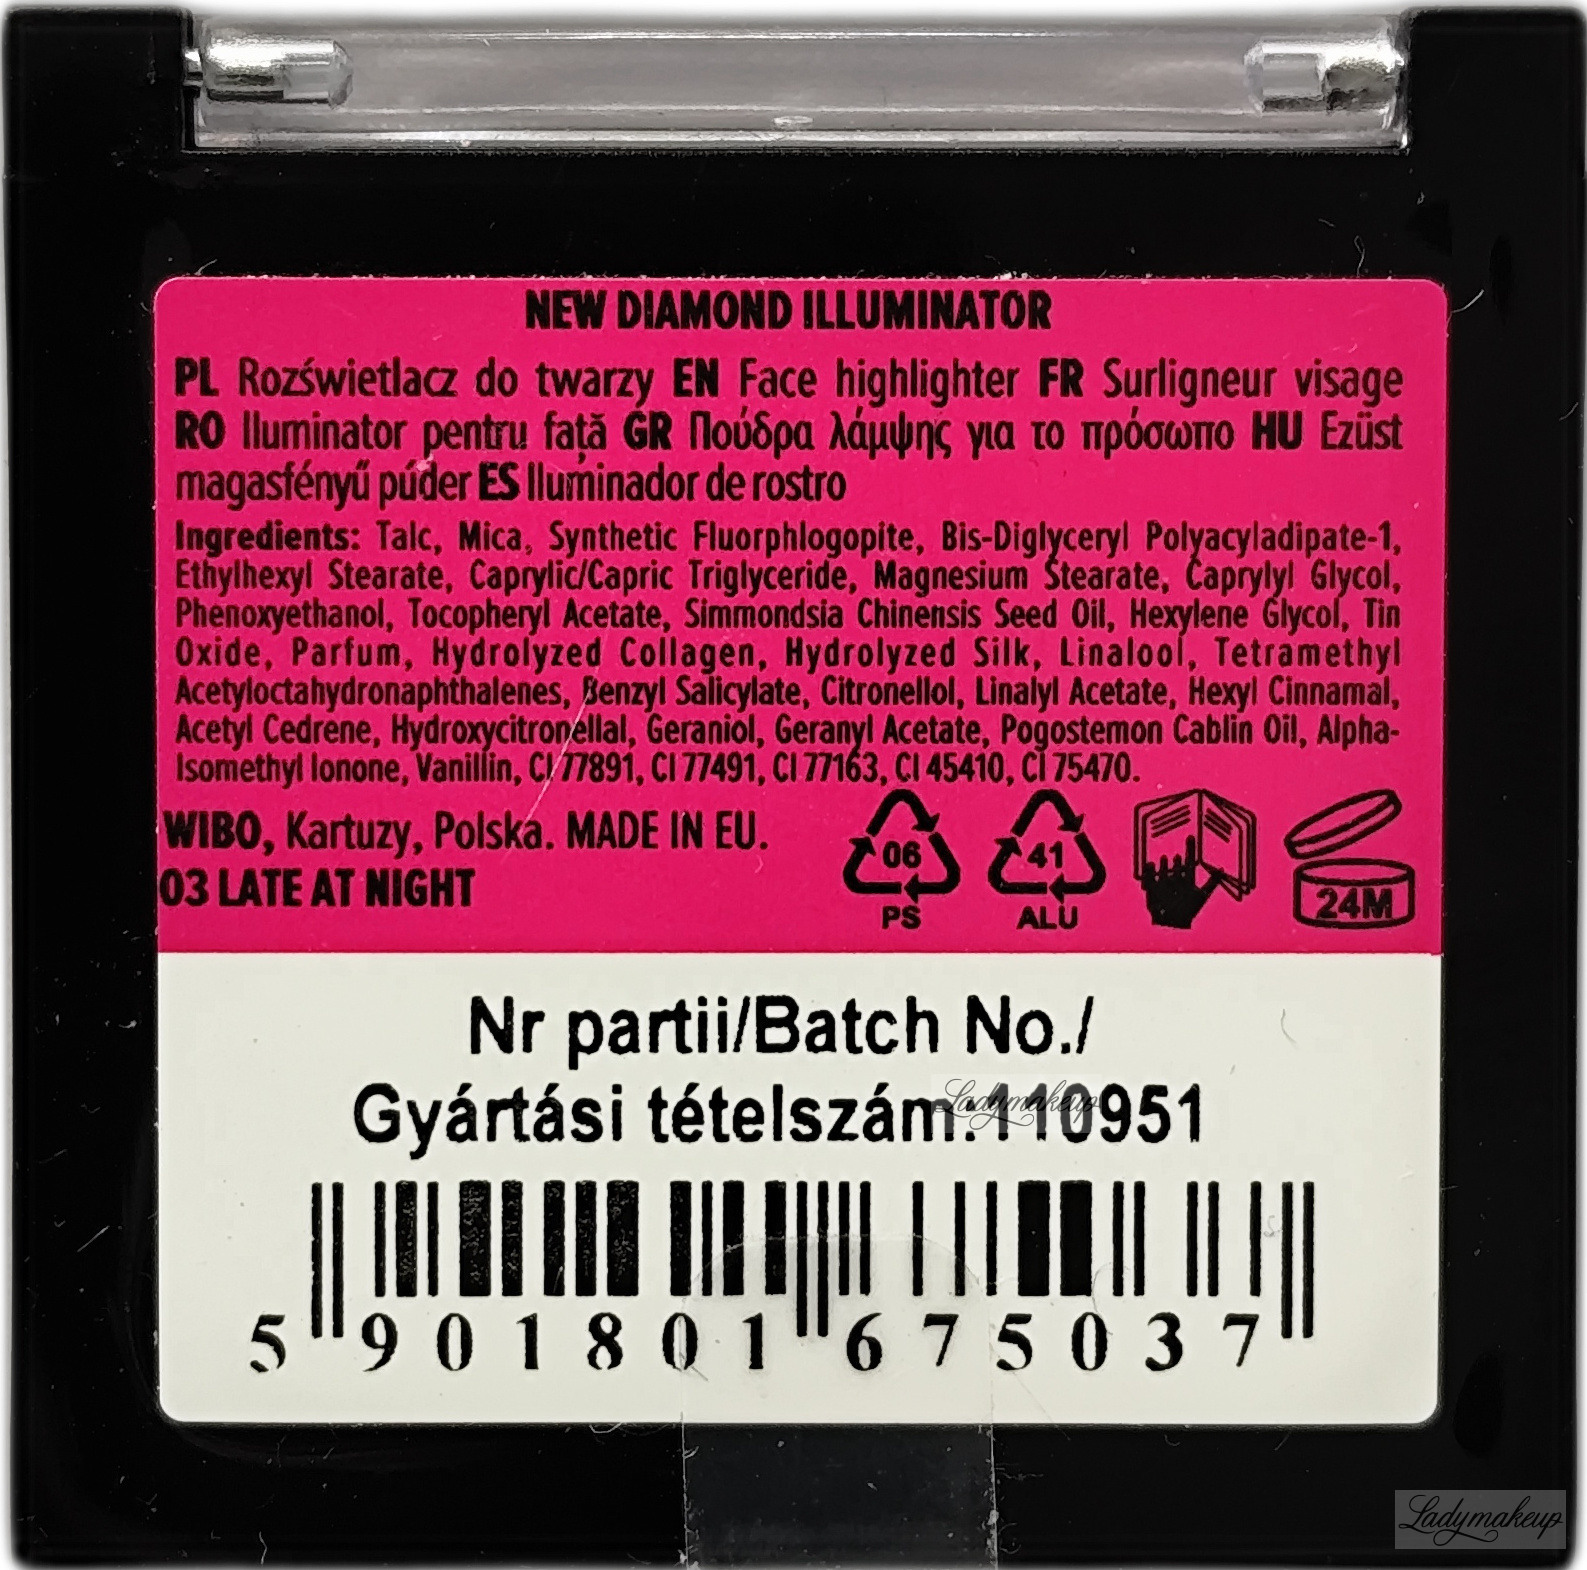 NEW DIAMOND ILLUMINATOR
PL Rozświetlacz do twarzy EN Face highlighter FR Surligneur visage
RO Iluminator pentru față GR Πούδρα λάμψης για το πρόσωπο HU Ezüst
magasfényű púder ES Iluminador de rostro
Ingredients: Talc, Mica, Synthetic Fluorphlogopite, Bis-Diglyceryl Polyacyladipate-1,
Ethylhexyl Stearate, Caprylic/Capric Triglyceride, Magnesium Stearate, Caprylyl Glycol,
Phenoxyethanol, Tocopheryl Acetate, Simmondsia Chinensis Seed Oil, Hexylene Glycol, Tin
Oxide, Parfum, Hydrolyzed Collagen, Hydrolyzed Silk, Linalool, Tetramethyl
Acetyloctahydronaphthalenes, Benzyl Salicylate, Citronellol, Linalyl Acetate, Hexyl Cinnamal,
Acetyl Cedrene, Hydroxycitronellal, Geraniol, Geranyl Acetate, Pogostemon Cablin Oil, Alpha-
Isomethyl Ionone, Vanillin, CI 77891, CI 77491, CI 77163, CI 45410, CI 75470.
WIBO, Kartuzy, Polska. MADE IN EU.
03 LATE AT NIGHT
06
PS
41
ALU
24M
Nr partii/Batch No./
Gyártási tételszám:110951
Ladymakeup
5 901801 675037
Ladymakeup